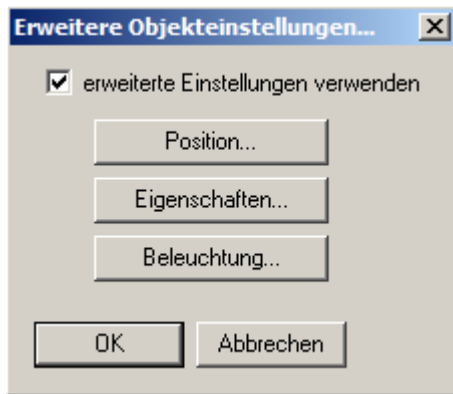 Erweitere Objekteinstellungen...
erweiterte Einstellungen verwenden
Position...
Eigenschaften...
Beleuchtung...
OK Abbrechen